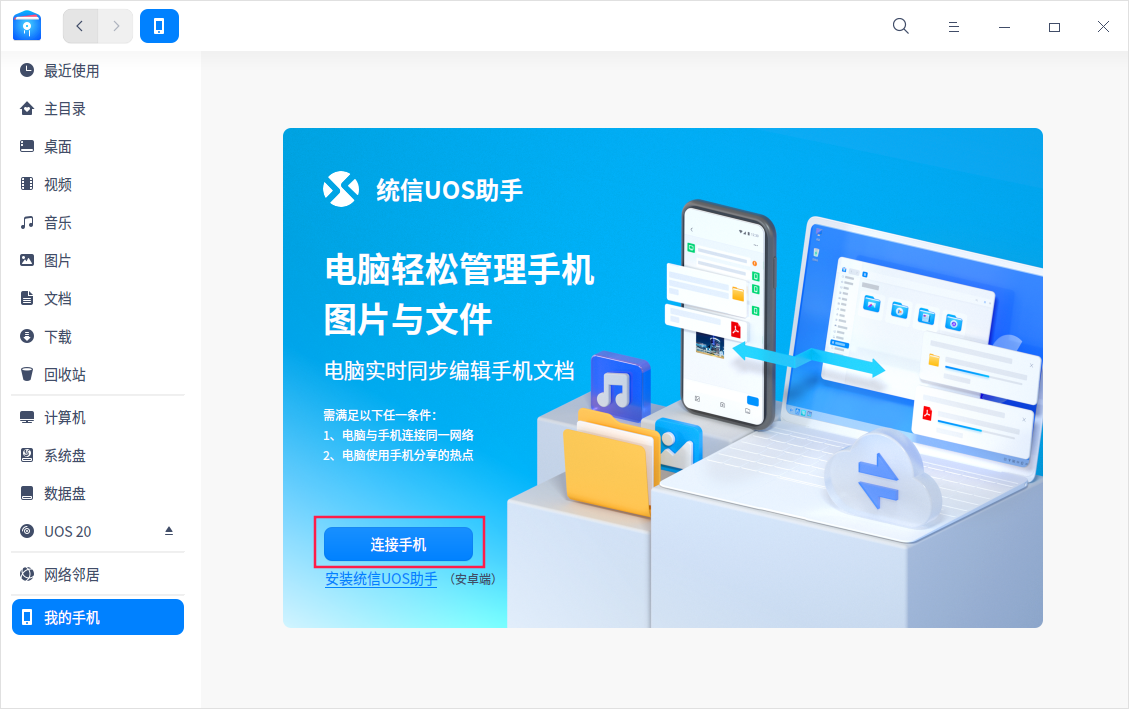 最近使用
主目录
桌面
视频
音乐
图片
文档
下载
回收站
计算机
系统盘
数据盘
UOS 20
网络邻居
我的手机
统信UOS助手
电脑轻松管理手机
图片与文件
电脑实时同步编辑手机文档
需满足以下任一条件：
1、电脑与手机连接同一网络
2、电脑使用手机分享的热点
连接手机
安装统信UOS助手 （安卓端）